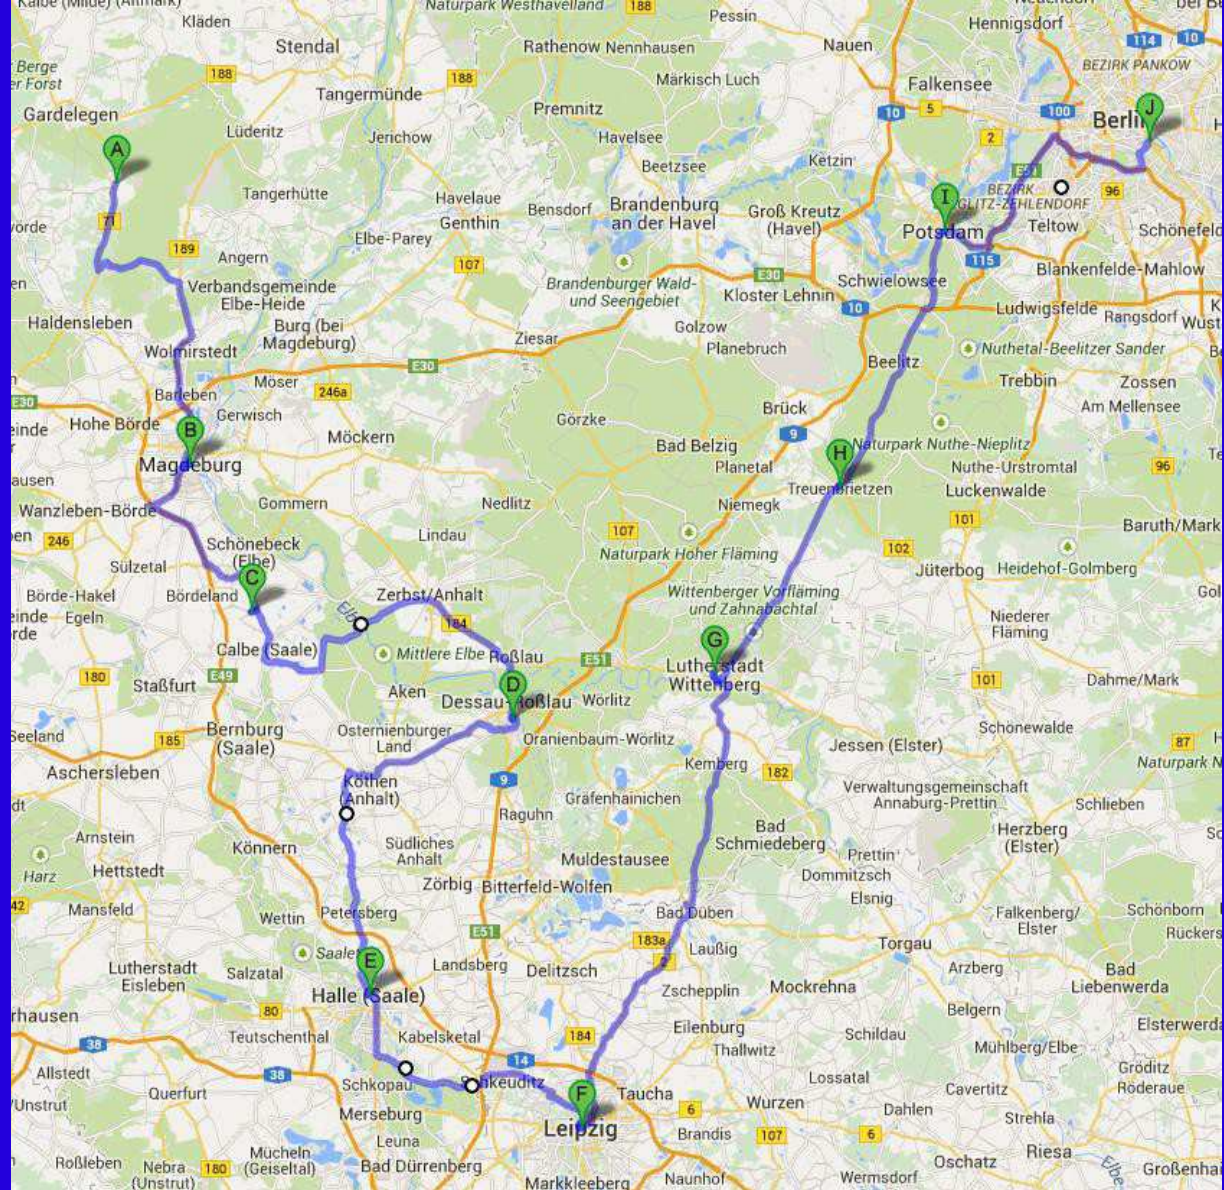 Kalbe (Milde) (Altmark)
Naturpark Westhavelland
188
Pessin
Kläden
Hennigsdorf
114
10
Stendal
Rathenow
Nennhausen
Nauen
BEZIRK PANKOW
188
188
Märkisch Luch
Falkensee
Gardelegen
Tangermünde
Premnitz
10
5
100
Berlin
J
Lüderitz
Jerichow
Havelsee
2
A
Beetzsee
Ketzin
E51
Tangerhütte
Havelaue
Brandenburg
an der Havel
BEZIRK
96
71
Genthin
Bensdorf
Groß Kreutz
(Havel)
I
GLITZ-ZEHLENDORF
Potsdam
Teltow
Schönefeld
189
Elbe-Parey
Angern
107
115
Verbandsgemeinde
Elbe-Heide
Brandenburger Wald-
und Seengebiet
E30
Schwielowsee
Blankenfelde-Mahlow
Kloster Lehnin
10
Ludwigsfelde
Rangsdorf
Haldensleben
Burg (bei
Magdeburg)
Ziesar
Golzow
Planebruch
Wolmirstedt
E30
Beelitz
Nuthetal-Beelitzer Sander
Möser
246a
Trebbin
Zossen
E30
Barleben
Gerwisch
Görzke
Brück
Am Mellensee
Hohe Börde
B
Möckern
Bad Belzig
9
H
Naturpark Nuthe-Nieplitz
Magdeburg
Planetal
Nuthe-Urstromtal
96
Treuenbrietzen
Luckenwalde
Wanzleben-Börde
Gommern
Nedlitz
Niemegk
101
246
Lindau
107
Baruth/Mark
Schönebeck
(Elbe)
Naturpark Hoher Fläming
102
Sülzetal
C
Jüterbog
Heidehof-Golmberg
Börde-Hakel
Bördeland
Zerbst/Anhalt
Wittenberger Vorfläming
und Zahnabachtal
Egeln
Elbe
184
Niederer
Fläming
Calbe (Saale)
Mittlere Elbe
Roßlau
E51
G
Lutherstadt
Wittenberg
180
E49
101
Dahme/Mark
Staßfurt
Aken
D
Dessau-Roßlau
Wörlitz
Seeland
185
Bernburg
(Saale)
Osternienburger
Land
Oranienbaum-Wörlitz
Schönewalde
87
Jessen (Elster)
Aschersleben
9
Kemberg
182
Köthen
(Anhalt)
Gräfenhainichen
Verwaltungsgemeinschaft
Annaburg-Prettin
Schlieben
Raguhn
Arnstein
Südliches
Anhalt
Bad
Schmiedeberg
Herzberg
(Elster)
Könnern
Harz
Hettstedt
Muldestausee
Prettin
Dommitzsch
Zörbig
Bitterfeld-Wolfen
Elsnig
42
Mansfeld
Wettin
Petersberg
Bad Düben
Falkenberg/
Elster
Schönborn
E51
183a
Laußig
Torgau
Saale
E
Landsberg
Delitzsch
2
Lutherstadt
Eisleben
Salzatal
Halle (Saale)
Zschepplin
Mockrehna
Arzberg
Bad
Liebenwerda
80
Belgern
Teutschenthal
Kabelsketal
184
Eilenburg
Schildau
Elsterwerda
38
14
Thallwitz
Mühlberg/Elbe
Allstedt
38
Schkopau
Schkeuditz
F
Lossatal
Gröditz
Querfurt
Taucha
Cavertitz
Röderaue
Merseburg
6
Wurzen
Dahlen
Strehla
Leuna
Leipzig
Brandis
107
6
Roßleben
Nebra
(Unstrut)
180
Mücheln
(Geiseltal)
Bad Dürrenberg
Riesa
Oschatz
Elbe
Markkleeberg
Naunhof
Wermsdorf